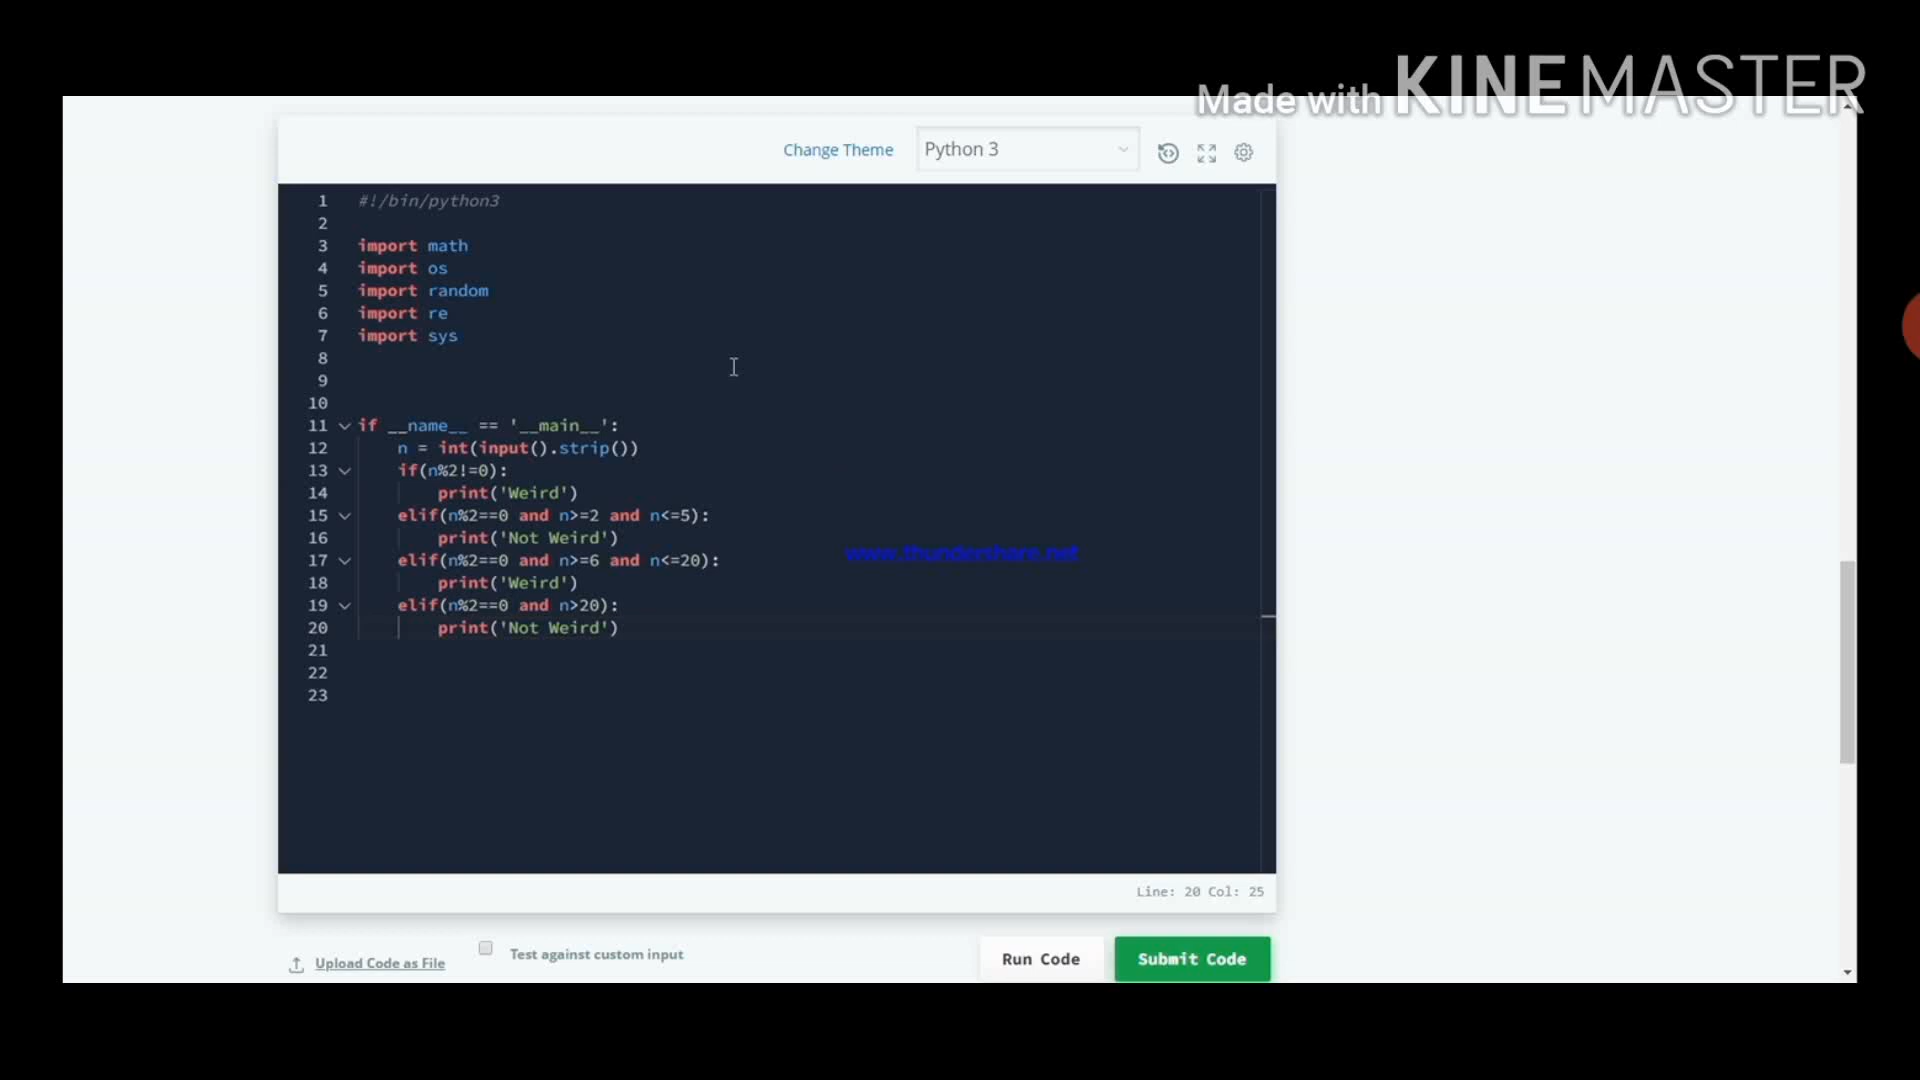 Made with KINEMASTER
Change Theme Python 3
1 #!/bin/python3
2
3 import math
4 import os
5 import random
6 import re
7 import sys
8
9
10
11 if __name__ == '__main__':
12 n = int(input().strip())
13 if(n%2!=0):
14 print('Weird')
15 elif(n%2==0 and n>=2 and n<=5):
16 print('Not Weird')
17 elif(n%2==0 and n>=6 and n<=20):
18 print('Weird')
19 elif(n%2==0 and n>20):
20 print('Not Weird')
21
22
23
www.thundershare.net
Line: 20 Col: 25
Upload Code as File Test against custom input Run Code Submit Code